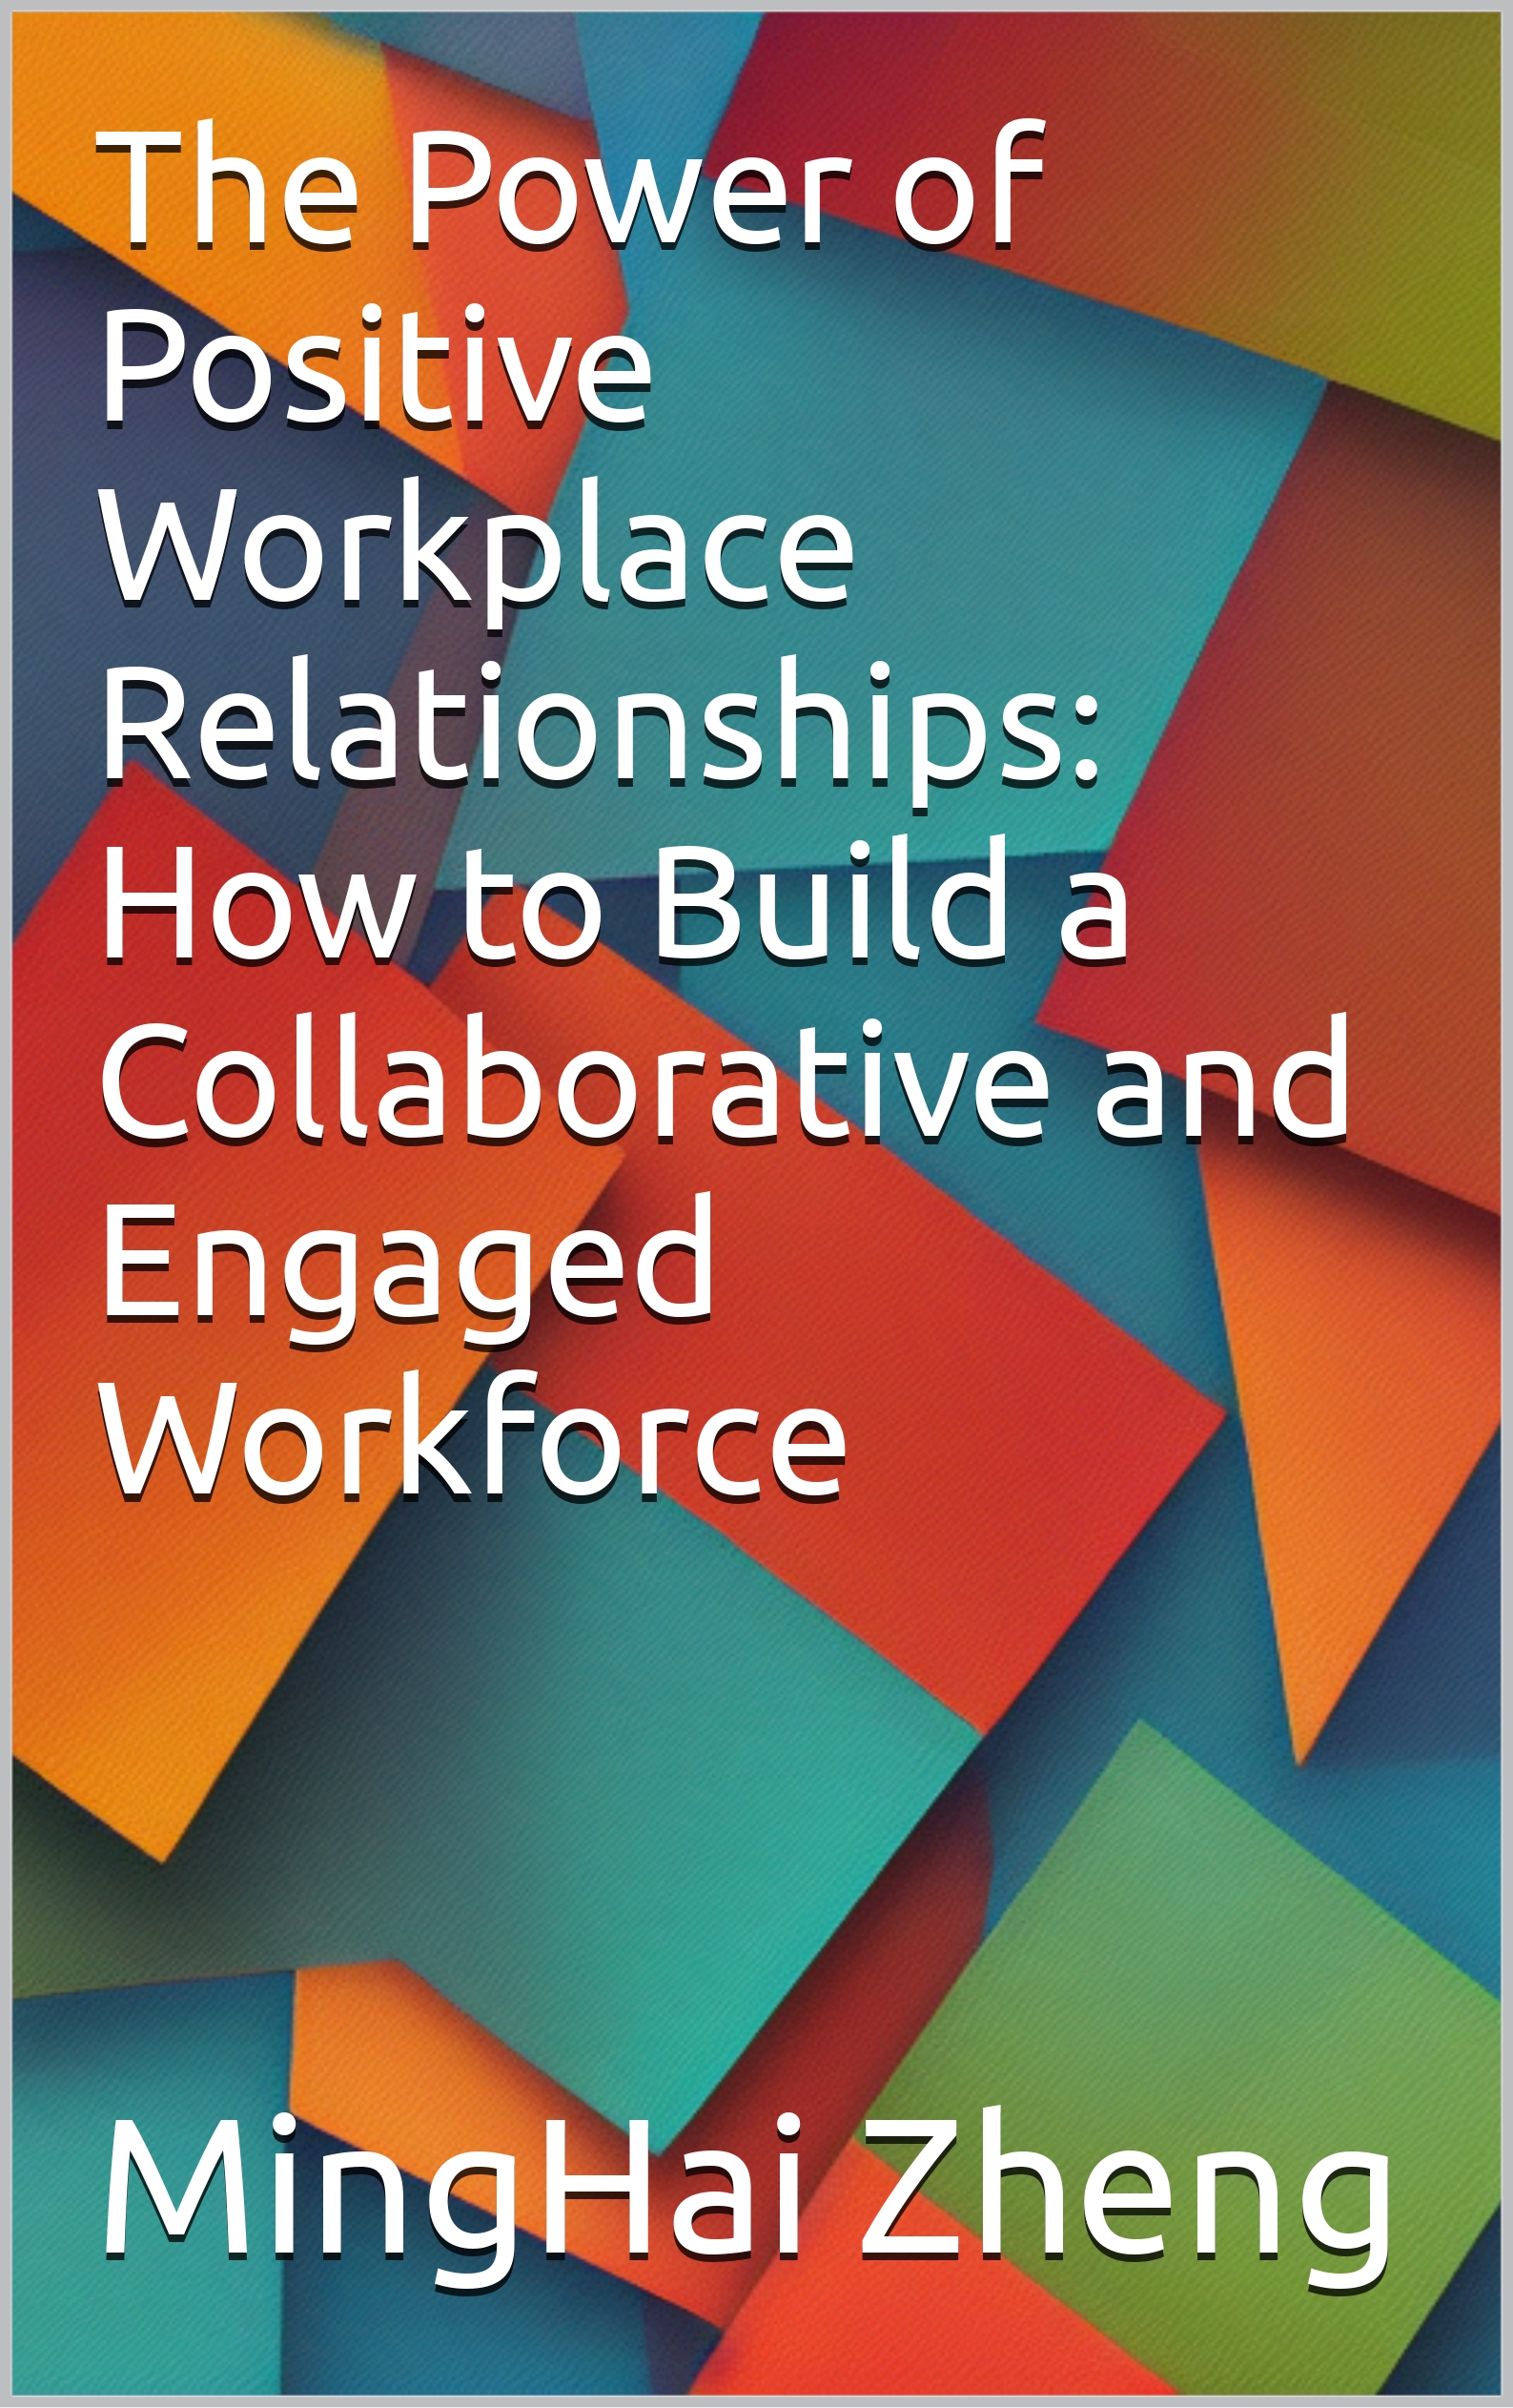 The Power of
Positive
Workplace
Relationships:
How to Build a
Collaborative and
Engaged
Workforce
MingHai Zheng